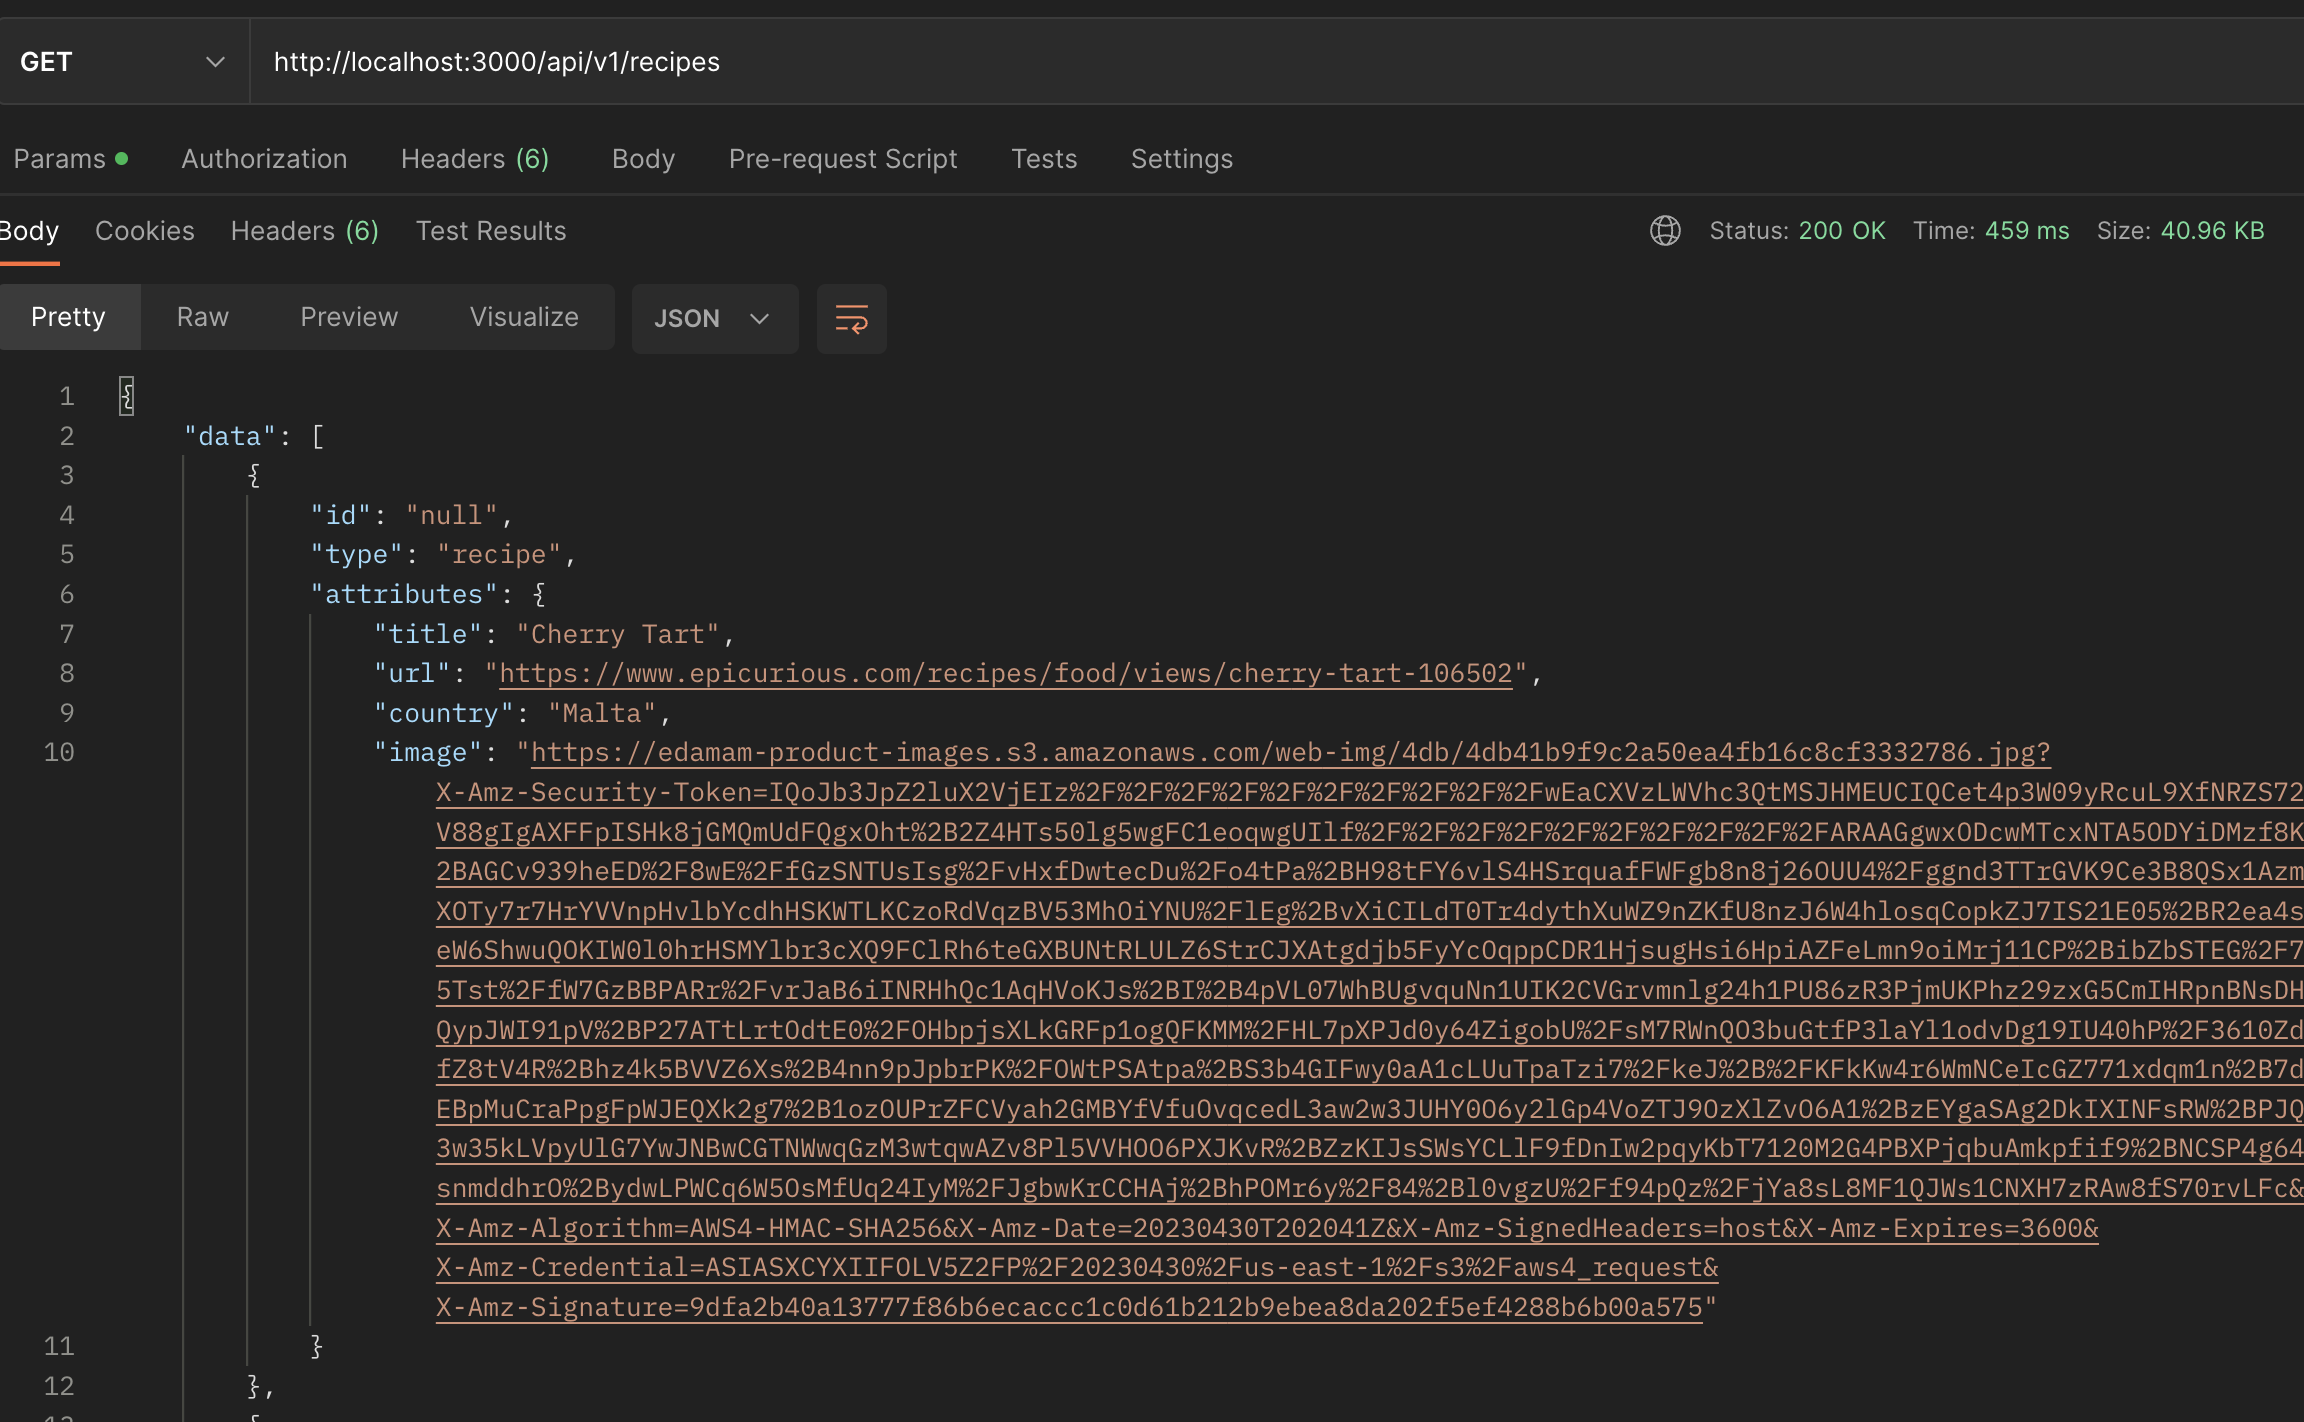 GET
http://localhost:3000/api/v1/recipes
Params Authorization Headers (6) Body Pre-request Script Tests Settings
Body Cookies Headers (6) Test Results Status: 200 OK Time: 459 ms Size: 40.96 KB
Pretty Raw Preview Visualize JSON
1 {
2 "data": [
3 {
4 "id": "null",
5 "type": "recipe",
6 "attributes": {
7 "title": "Cherry Tart",
8 "url": "https://www.epicurious.com/recipes/food/views/cherry-tart-106502",
9 "country": "Malta",
10 "image": "https://edamam-product-images.s3.amazonaws.com/web-img/4db/4db41b9f9c2a50ea4fb16c8cf3332786.jpg?
X-Amz-Security-Token=IQoJb3JpZ2luX2VjEIz%2F%2F%2F%2F%2F%2F%2F%2F%2F%2FwEaCXVzLWVhc3QtMSJHMEUCIQCet4p3W09yRcuL9XfNRZS72
V88gIgAXFFpISHk8jGMQmUdFQgxOht%2B2Z4HTs50lg5wgFC1eoqwgUIlf%2F%2F%2F%2F%2F%2F%2F%2F%2F%2FARAAGgwxODcwMTcxNTA5ODYiDMzf8K
2BAGCv939heED%2F8wE%2FfGzSNTUsIsg%2FvHxfDwtecDu%2Fo4tPa%2BH98tFY6vlS4HSrquafFWFgb8n8j26OUU4%2Fggnd3TTrGVK9Ce3B8QSx1Azm
XOTy7r7HrYVVnpHvlbYcdhHSKWTLKCzoRdVqzBV53MhOiYNU%2FlEg%2BvXiCILdT0Tr4dythXuWZ9nZKfU8nzJ6W4hlosqCopkZJ7IS21E05%2BR2ea4s
eW6ShwuQOKIW0l0hrHSMYlbr3cXQ9FClRh6teGXBUNtRLULZ6StrCJXAtgdjb5FyYcOqppCDR1HjsugHsi6HpiAZFeLmn9oiMrj11CP%2BibZbSTEG%2F7
5Tst%2FfW7GzBBPARr%2FvrJaB6iINRHhQc1AqHVoKJs%2BI%2B4pVL07WhBUgvquNn1UIK2CVGrvmnlg24h1PU86zR3PjmUKPhz29zxG5CmIHRpnBNsDH
QypJWI91pV%2BP27ATtLrtOdtE0%2FOHbpjsXLkGRFp1ogQFKMM%2FHL7pXPJd0y64ZigobU%2FsM7RWnQO3buGtfP3laYl1odvDg19IU40hP%2F3610Zd
fZ8tV4R%2Bhz4k5BVVZ6Xs%2B4nn9pJpbrPK%2FOWtPSAtpa%2BS3b4GIFwy0aA1cLUuTpaTzi7%2FkeJ%2B%2FKFkKw4r6WmNCeIcGZ771xdqm1n%2B7d
EBpMuCraPpgFpWJEQXk2g7%2B1ozOUPrZFCVyah2GMBYfVfuOvqcedL3aw2w3JUHY0O6y2lGp4VoZTJ9OzXlZvO6A1%2BzEYgaSAg2DkIXINFsRW%2BPJQ
3w35kLVpyUlG7YwJNBwCGTNWwqGzM3wtqwAZv8Pl5VVHOO6PXJKvR%2BZzKIJsSWsYCLlF9fDnIw2pqyKbT7120M2G4PBXPjqbuAmkpfif9%2BNCSP4g64
snmddhrO%2BydwLPWCq6W5OsMfUq24IyM%2FJgbwKrCCHAj%2BhPOMr6y%2F84%2Bl0vgzU%2Ff94pQz%2FjYa8sL8MF1QJWs1CNXH7zRAw8fS70rvLFc&
X-Amz-Algorithm=AWS4-HMAC-SHA256&X-Amz-Date=20230430T202041Z&X-Amz-SignedHeaders=host&X-Amz-Expires=3600&
X-Amz-Credential=ASIASXCYXIIFOLV5Z2FP%2F20230430%2Fus-east-1%2Fs3%2Faws4_request&
X-Amz-Signature=9dfa2b40a13777f86b6ecaccc1c0d61b212b9ebea8da202f5ef4288b6b00a575"
11 }
12 },